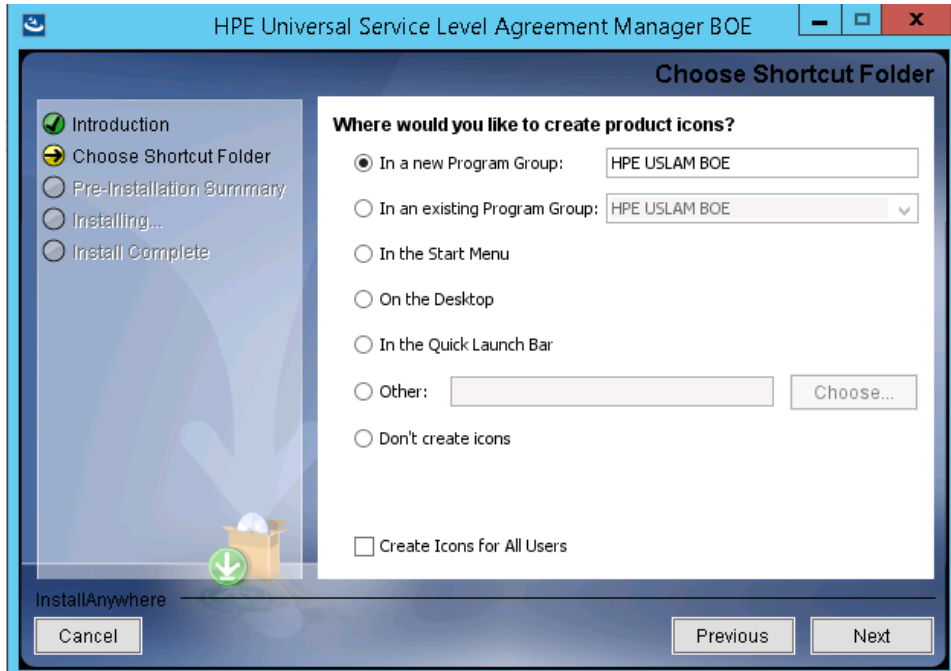 HPE Universal Service Level Agreement Manager BOE
Choose Shortcut Folder
Introduction
Choose Shortcut Folder
Pre-Installation Summary
Installing...
Install Complete
Where would you like to create product icons?
In a new Program Group: HPE USLAM BOE
In an existing Program Group: HPE USLAM BOE
In the Start Menu
On the Desktop
In the Quick Launch Bar
Other: Choose...
Don't create icons
Create Icons for All Users
InstallAnywhere
Cancel Previous Next